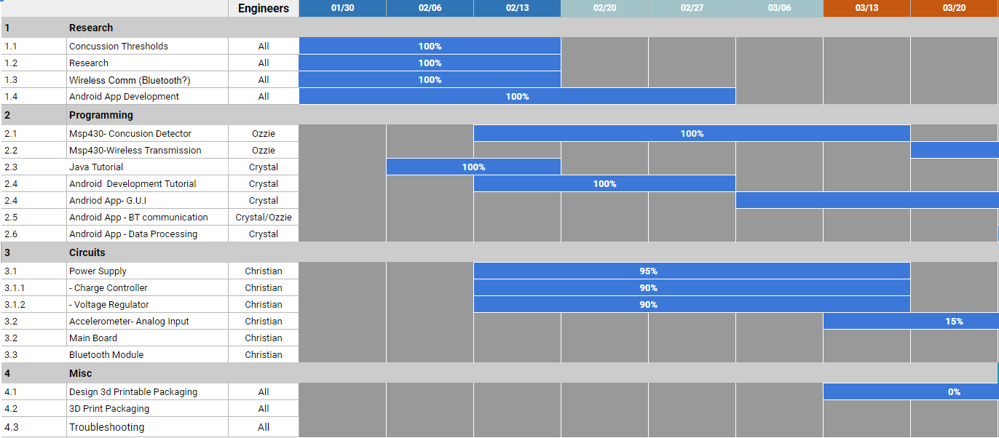 Engineers 01/30 02/06 02/13 02/20 02/27 03/06 03/13 03/20
1 Research
1.1 Concussion Thresholds All 100%
1.2 Research All 100%
1.3 Wireless Comm (Bluetooth?) All 100%
1.4 Android App Development All 100%
2 Programming
2.1 Msp430- Concusion Detector Ozzie 100%
2.2 Msp430-Wireless Transmission Ozzie
2.3 Java Tutorial Crystal 100%
2.4 Android Development Tutorial Crystal 100%
2.4 Andriod App- G.U.I Crystal
2.5 Android App - BT communication Crystal/Ozzie
2.6 Android App - Data Processing Crystal
3 Circuits
3.1 Power Supply Christian 95%
3.1.1 - Charge Controller Christian 90%
3.1.2 - Voltage Regulator Christian 90%
3.2 Accelerometer- Analog Input Christian 15%
3.2 Main Board Christian
3.3 Bluetooth Module Christian
4 Misc
4.1 Design 3d Printable Packaging All 0%
4.2 3D Print Packaging All
4.3 Troubleshooting All